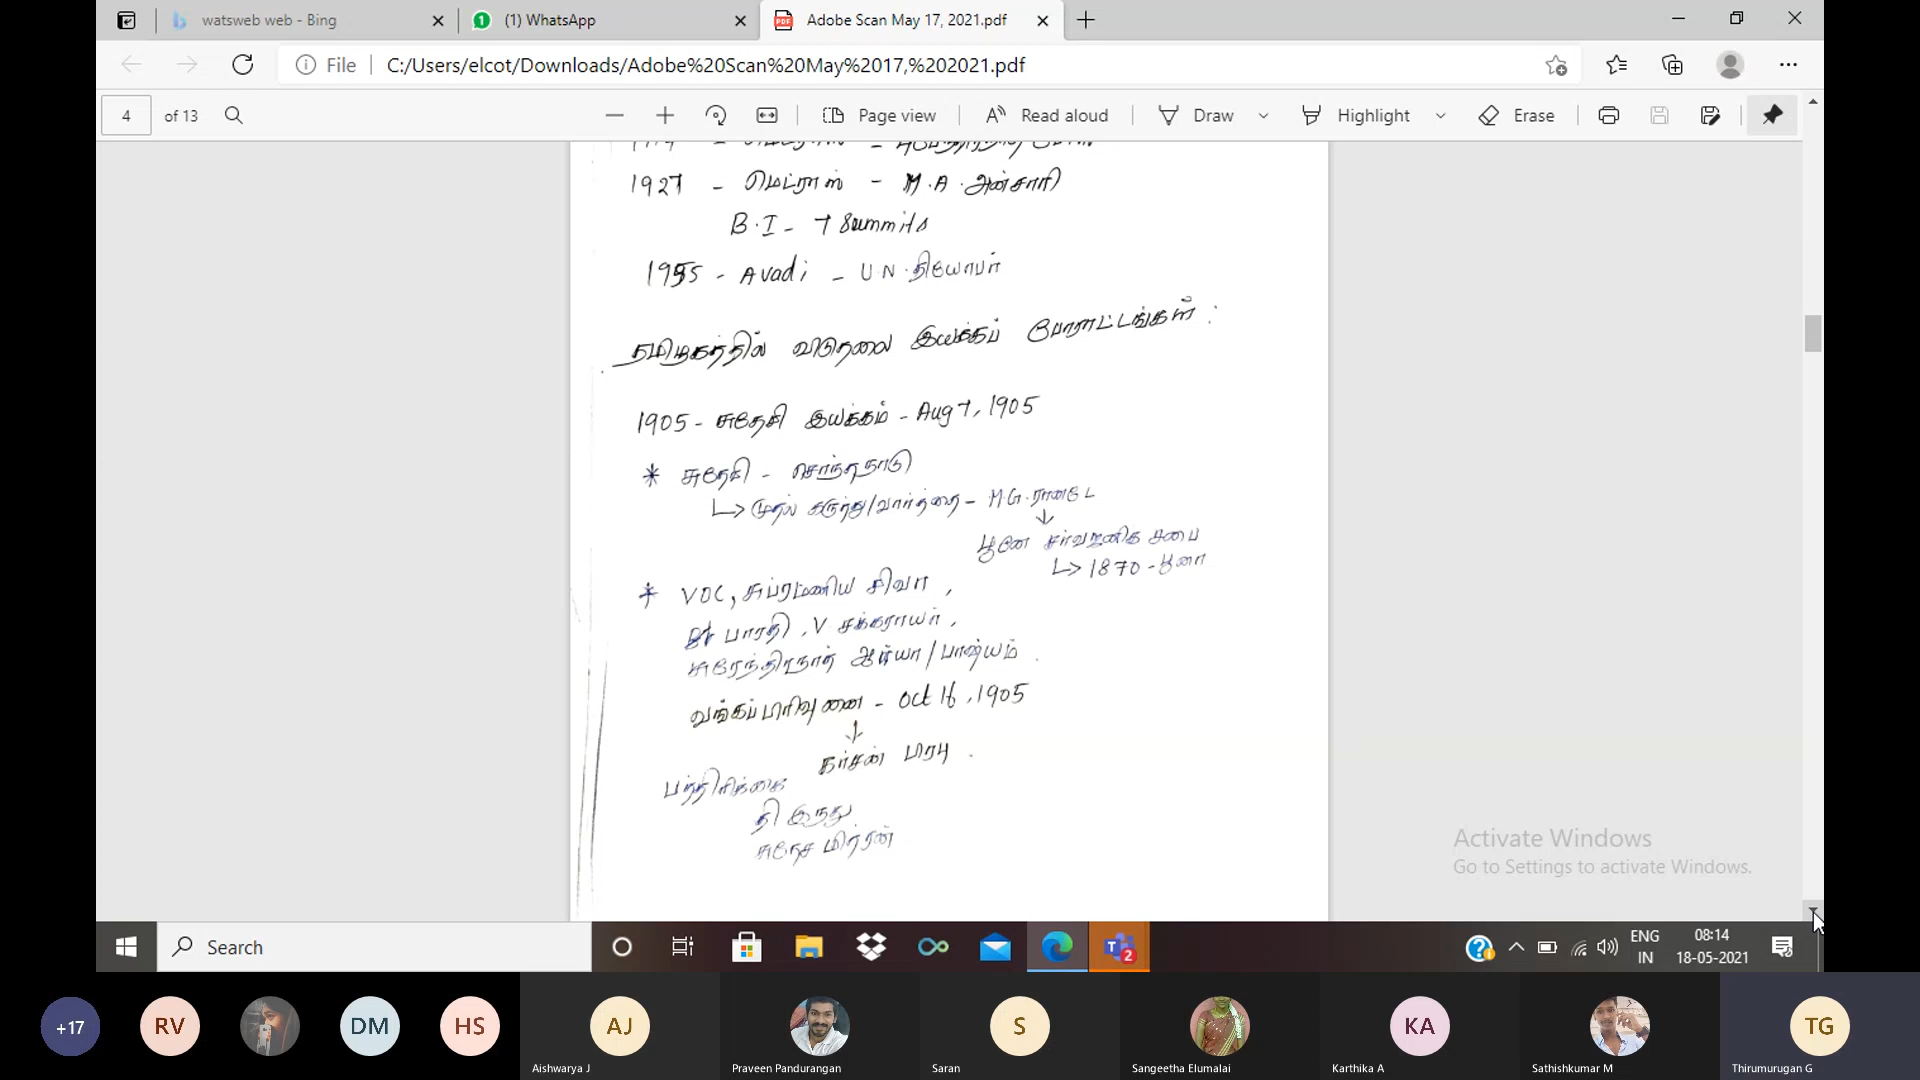 watsweb web - Bing
(1) WhatsApp
Adobe Scan May 17, 2021.pdf
File
C:/Users/elcot/Downloads/Adobe%20Scan%20May%2017,%202021.pdf
4 of 13
Page view
Read aloud
Draw
Highlight
Erase
1927 - மெட்ராஸ் - M.A.அன்சாரி
B.I - 7 Summits
1955 - Avadi - U.N.
தமிழகத்தில் விடுதலை இயக்கப் போராட்டங்கள் :
1905 - சுதேசி இயக்கம் - Aug 7, 1905
* சுதேசி - சொந்தநாடு
முதல் கருத்து/வார்த்தை - M.G.ரானடே
பூனே சர்வஜனிக சபை
1870 - பூனா
* VOC, சுப்ரமணிய சிவா ,
பாரதி , V சக்கராயர் ,
சுரேந்திரநாத் ஆர்யா /
வங்கப்பிரிவினை - Oct 16, 1905
கர்சன் பிரபு .
பத்திரிக்கை
தி இந்து
சுதேச மித்ரன்
Activate Windows
Go to Settings to activate Windows.
Search
2
ENG
IN
08:14
18-05-2021
+17
RV
DM
HS
AJ
S
KA
TG
Aishwarya J
Praveen Pandurangan
Saran
Sangeetha Elumalai
Karthika A
Sathishkumar M
Thirumurugan G